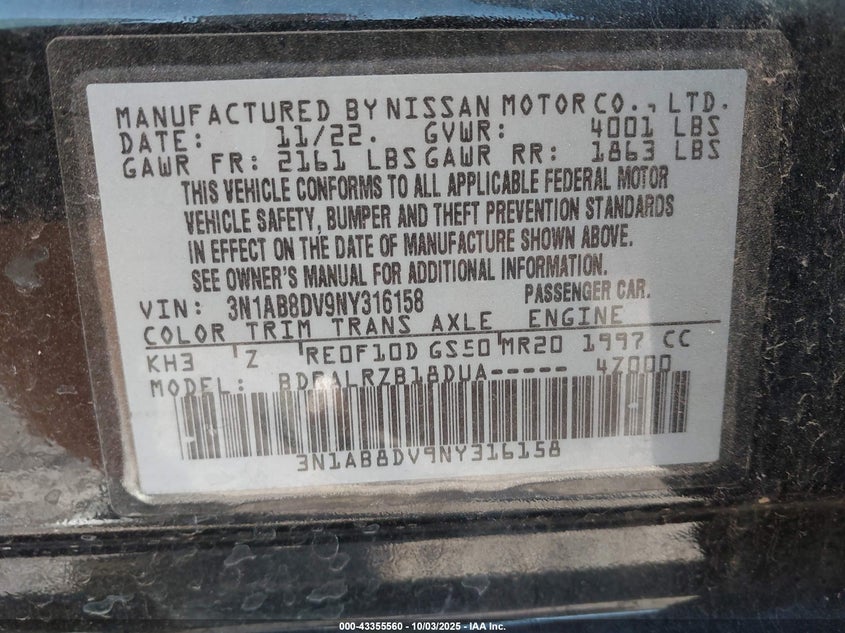 MANUFACTURED BY NISSAN MOTOR CO., LTD.
DATE: 11/22. GVWR: 4001 LBS
GAWR FR: 2161 LBS GAWR RR: 1863 LBS
THIS VEHICLE CONFORMS TO ALL APPLICABLE FEDERAL MOTOR
VEHICLE SAFETY, BUMPER AND THEFT PREVENTION STANDARDS
IN EFFECT ON THE DATE OF MANUFACTURE SHOWN ABOVE.
SEE OWNER'S MANUAL FOR ADDITIONAL INFORMATION.
VIN: 3N1AB8DV9NY316158 PASSENGER CAR.
COLOR TRIM TRANS AXLE ENGINE
KH3 Z RE0F10D GS50 MR20 1997 CC
MODEL: 47000
3N1AB8DV9NY316158
000-43355560 - 10/03/2025 - IAA Inc.